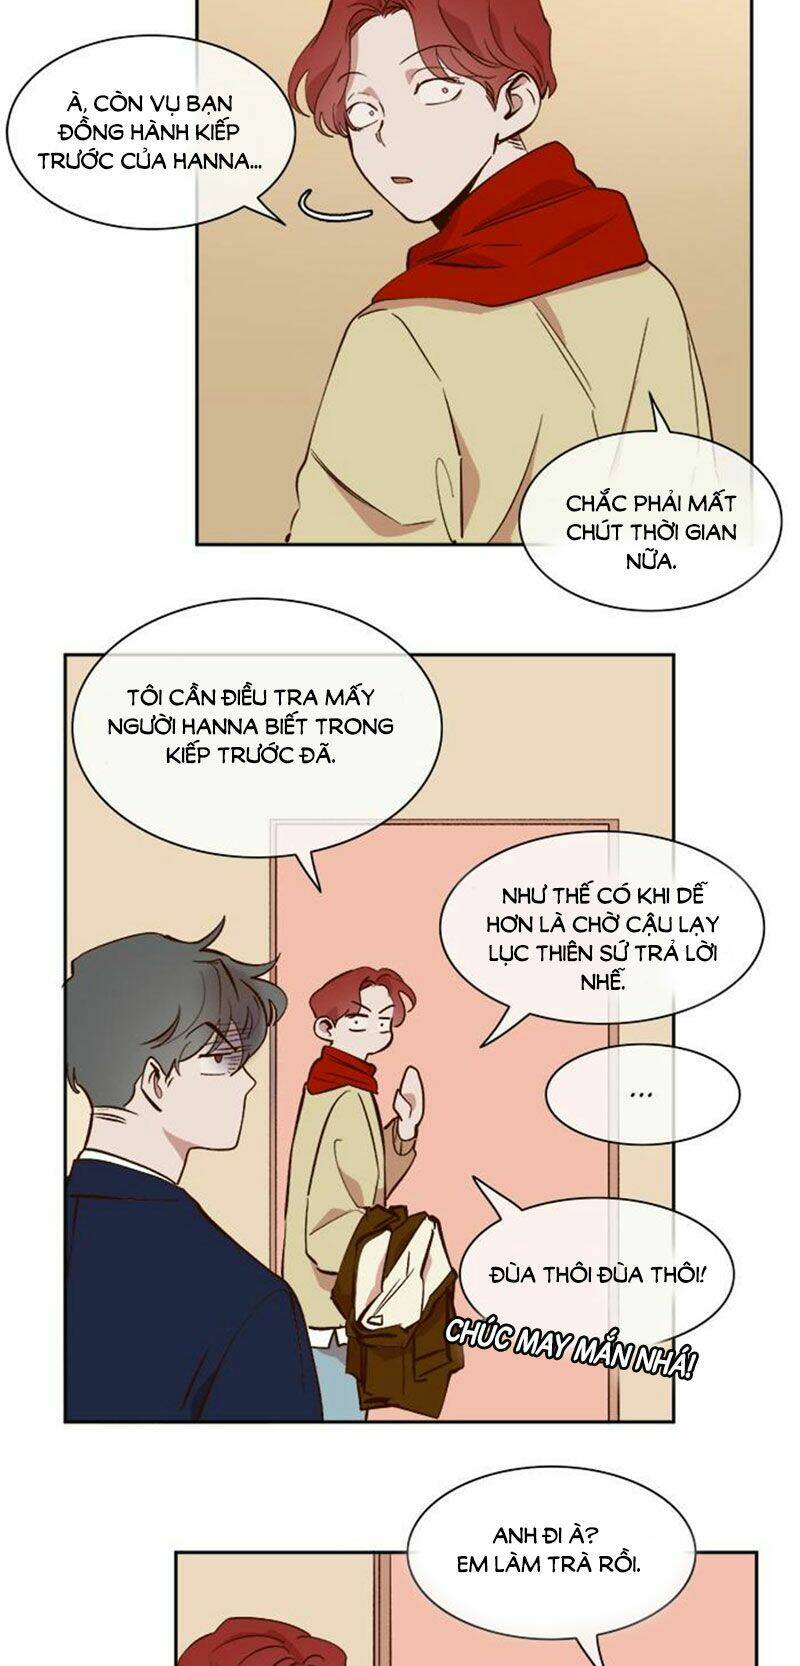 À, CÒN VỤ BẠN
ĐỒNG HÀNH KIẾP
TRƯỚC CỦA HANNA...
CHẮC PHẢI MẤT
CHÚT THỜI GIAN
NỮA.
TÔI CẦN ĐIỀU TRA MẤY
NGƯỜI HANNA BIẾT TRONG
KIẾP TRƯỚC ĐÃ.
NHƯ THẾ CÓ KHI DỄ
HƠN LÀ CHỜ CẬU LẠY
LỤC THIÊN SỨ TRẢ LỜI
NHỈ.
...
ĐÙA THÔI ĐÙA THÔI!
CHÚC MAY MẮN NHÁ!
ANH ĐI À?
EM LÀM TRÀ RỒI.